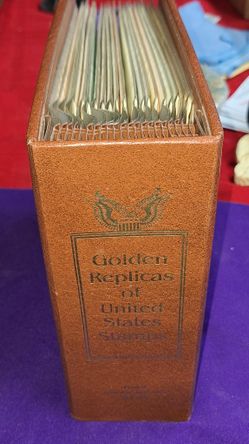 Golden
Replicas
of
United
States
Stamps